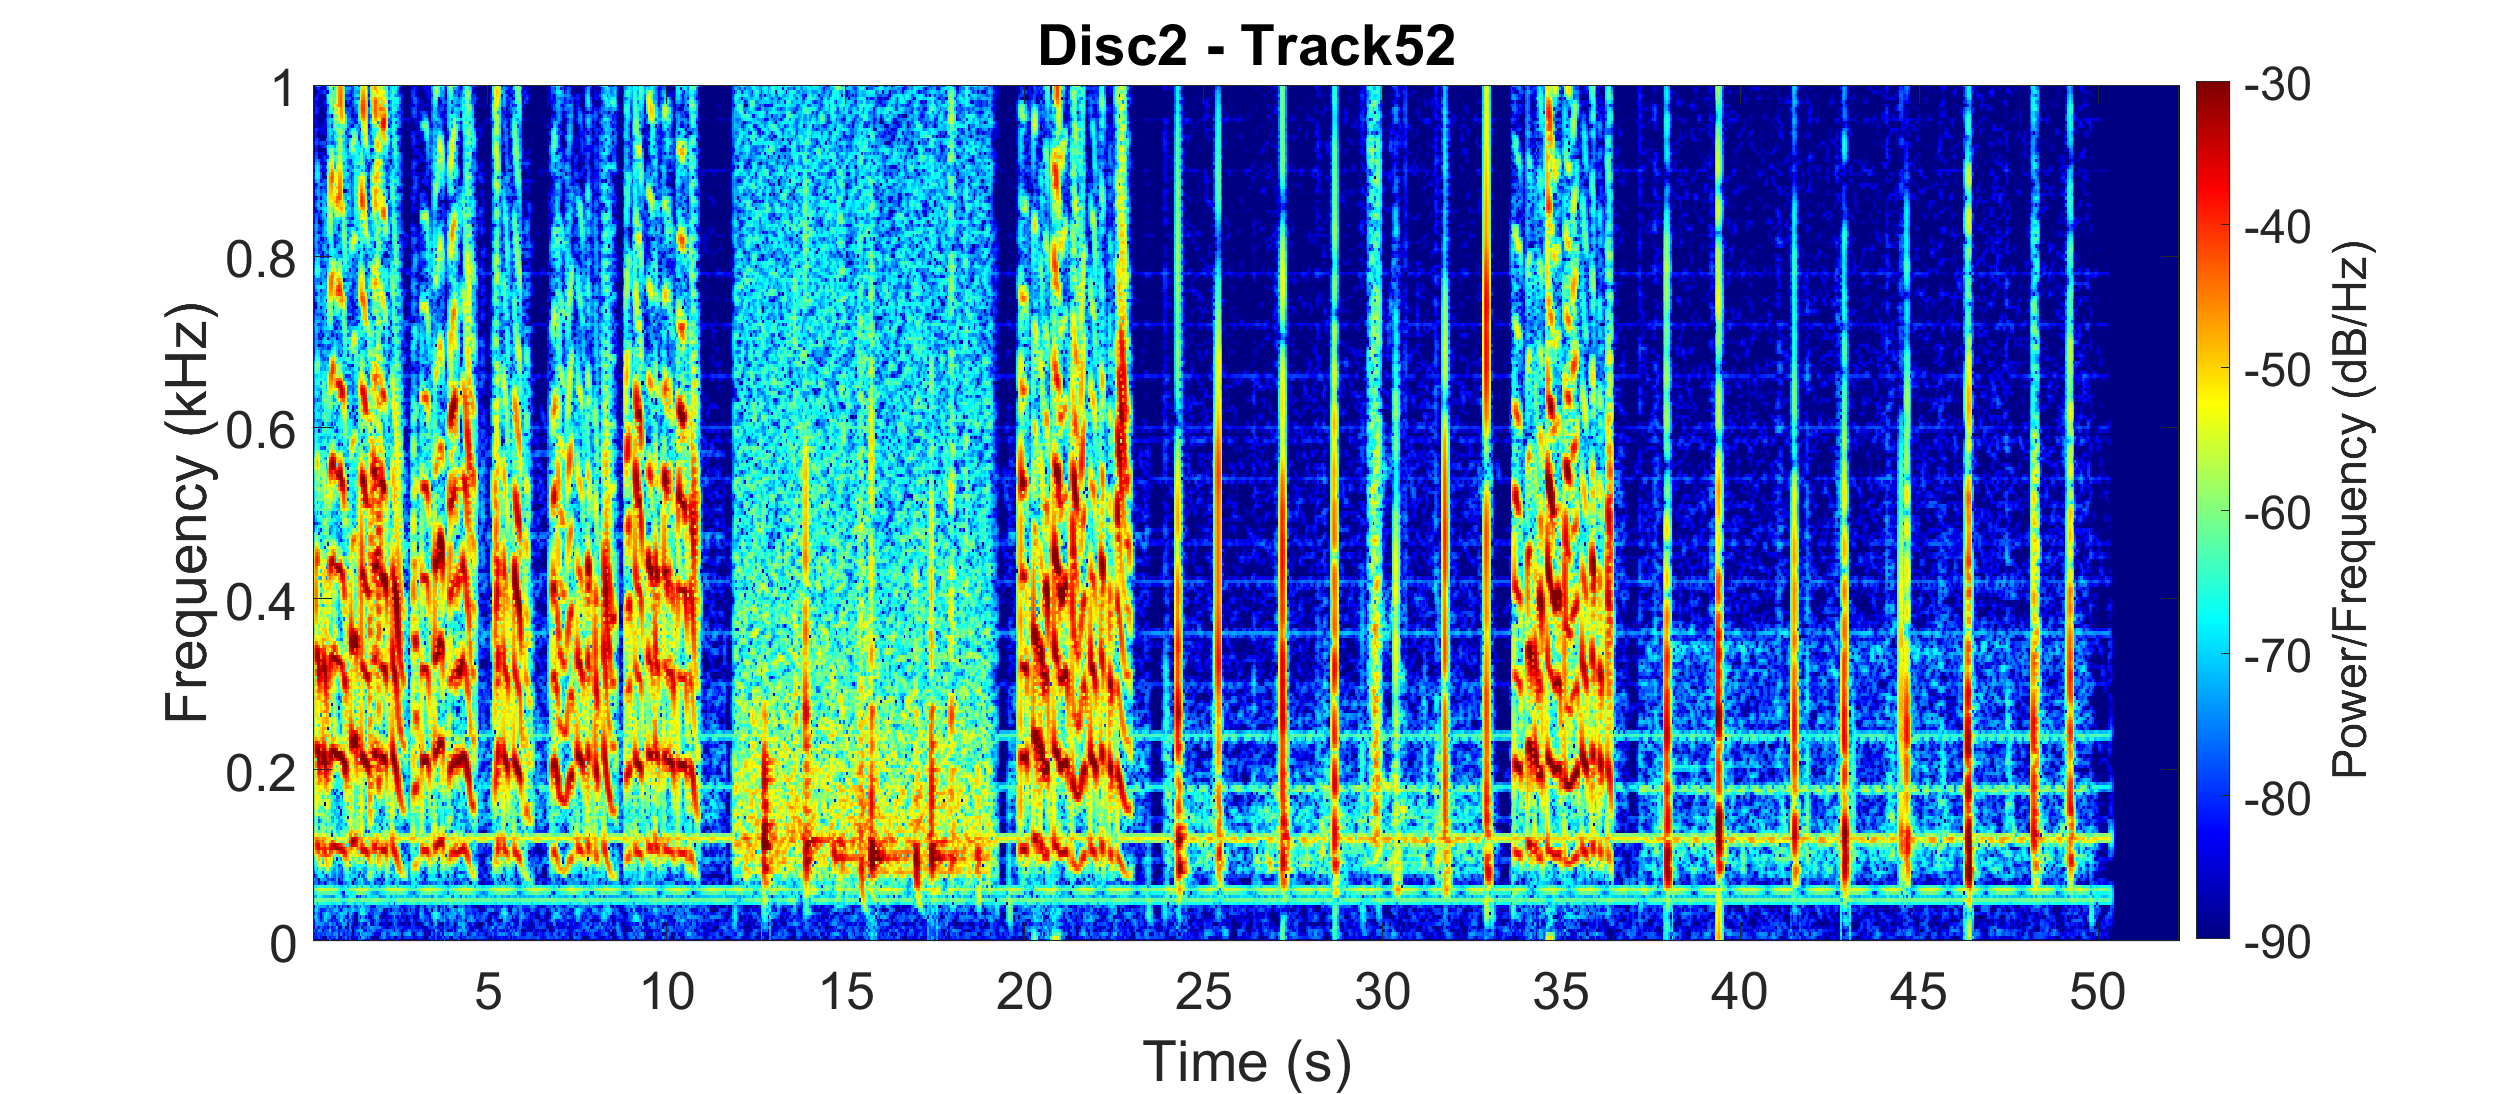 Disc2 - Track52
1
0.8
0.6
0.4
0.2
0
Frequency (kHz)
5 10 15 20 25 30 35 40 45 50
Time (s)
-30
-40
-50
-60
-70
-80
-90
Power/Frequency (dB/Hz)